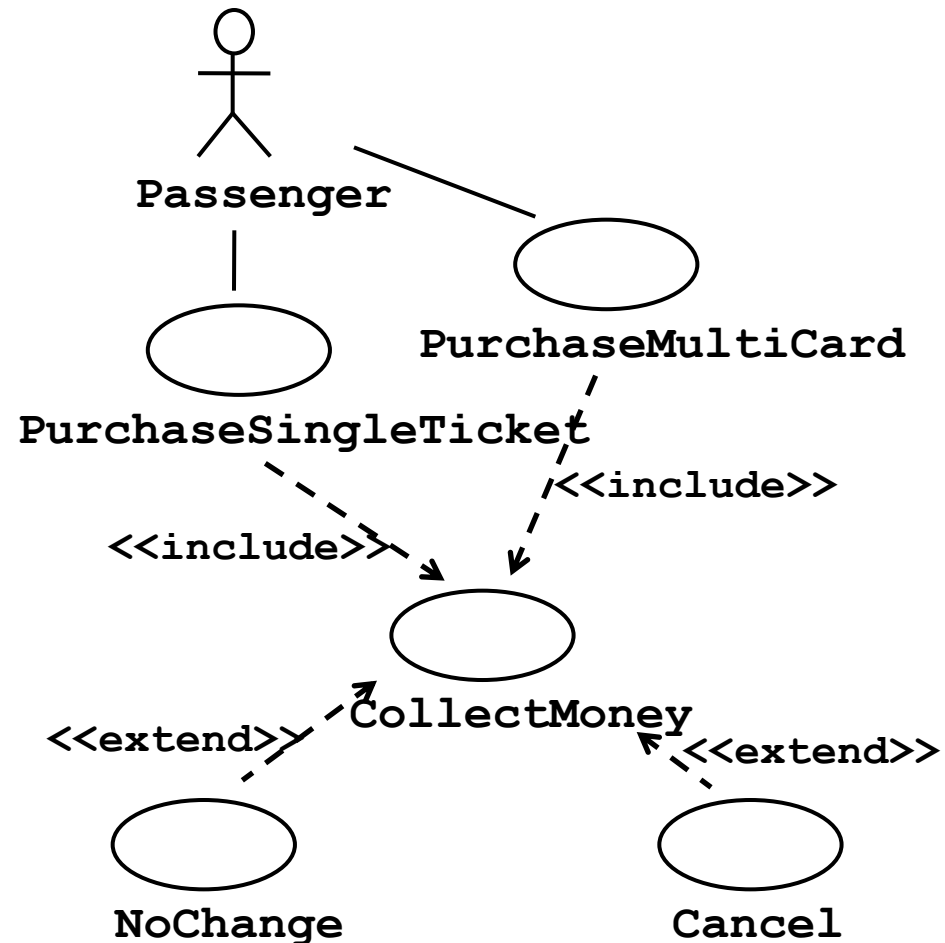 Passenger
PurchaseMultiCard
PurchaseSingleTicket
<<include>>
<<include>>
CollectMoney
<<extend>>
<<extend>>
NoChange
Cancel